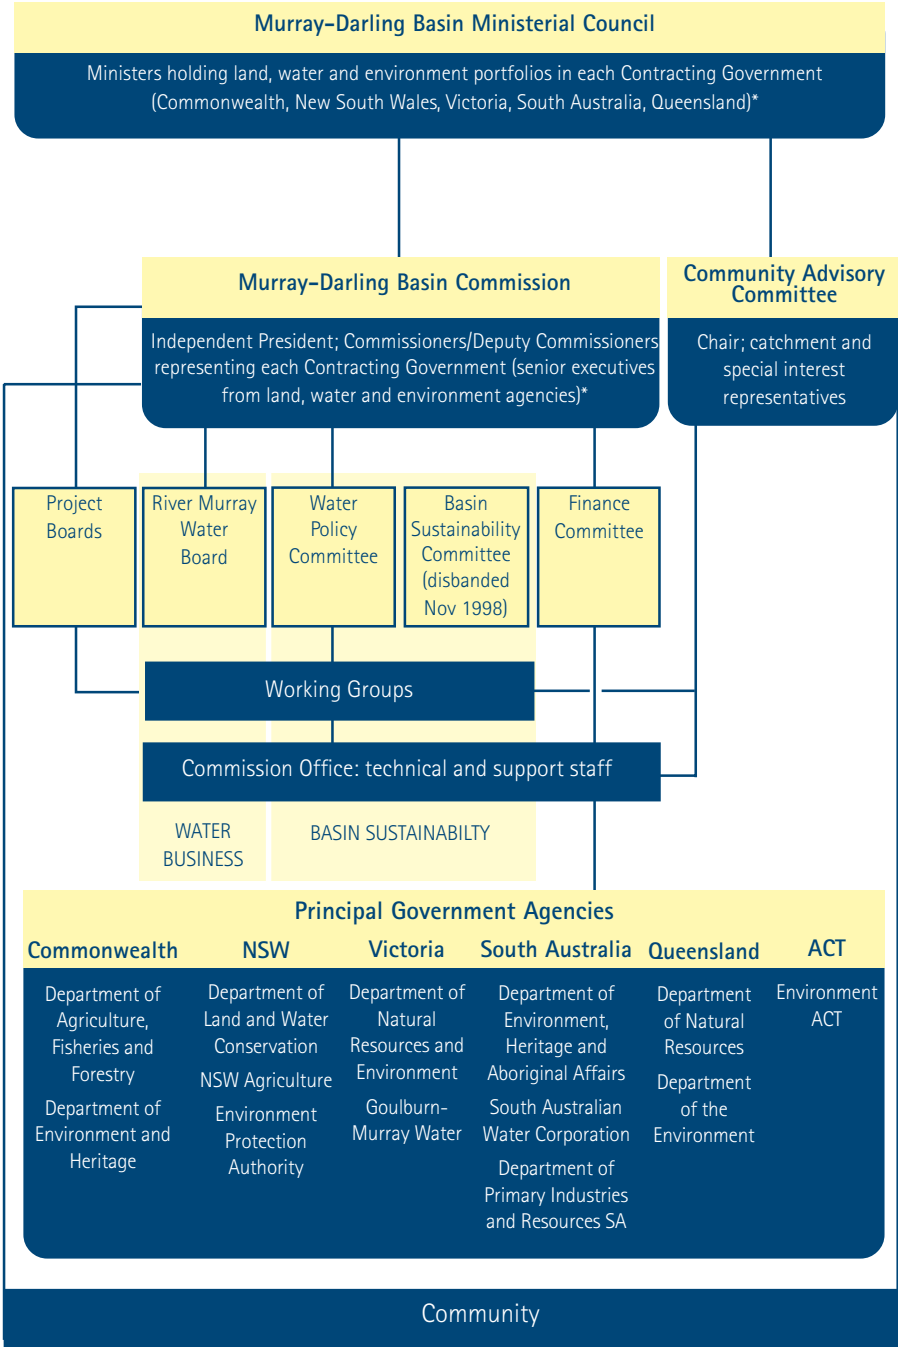 Murray-Darling Basin Ministerial Council
Ministers holding land, water and environment portfolios in each Contracting Government
(Commonwealth, New South Wales, Victoria, South Australia, Queensland)*
Murray-Darling Basin Commission
Independent President; Commissioners/Deputy Commissioners
representing each Contracting Government (senior executives
from land, water and environment agencies)*
Community Advisory
Committee
Chair; catchment and
special interest
representatives
Project
Boards
River Murray
Water
Board
Water
Policy
Committee
Basin
Sustainability
Committee
(disbanded
Nov 1998)
Finance
Committee
Working Groups
Commission Office: technical and support staff
WATER
BUSINESS
BASIN SUSTAINABILTY
Principal Government Agencies
Commonwealth
Department of
Agriculture,
Fisheries and
Forestry
Department of
Environment and
Heritage
NSW
Department of
Land and Water
Conservation
NSW Agriculture
Environment
Protection
Authority
Victoria
Department of
Natural
Resources and
Environment
Goulburn-
Murray Water
South Australia
Department of
Environment,
Heritage and
Aboriginal Affairs
South Australian
Water Corporation
Department of
Primary Industries
and Resources SA
Queensland
Department
of Natural
Resources
Department
of the
Environment
ACT
Environment
ACT
Community